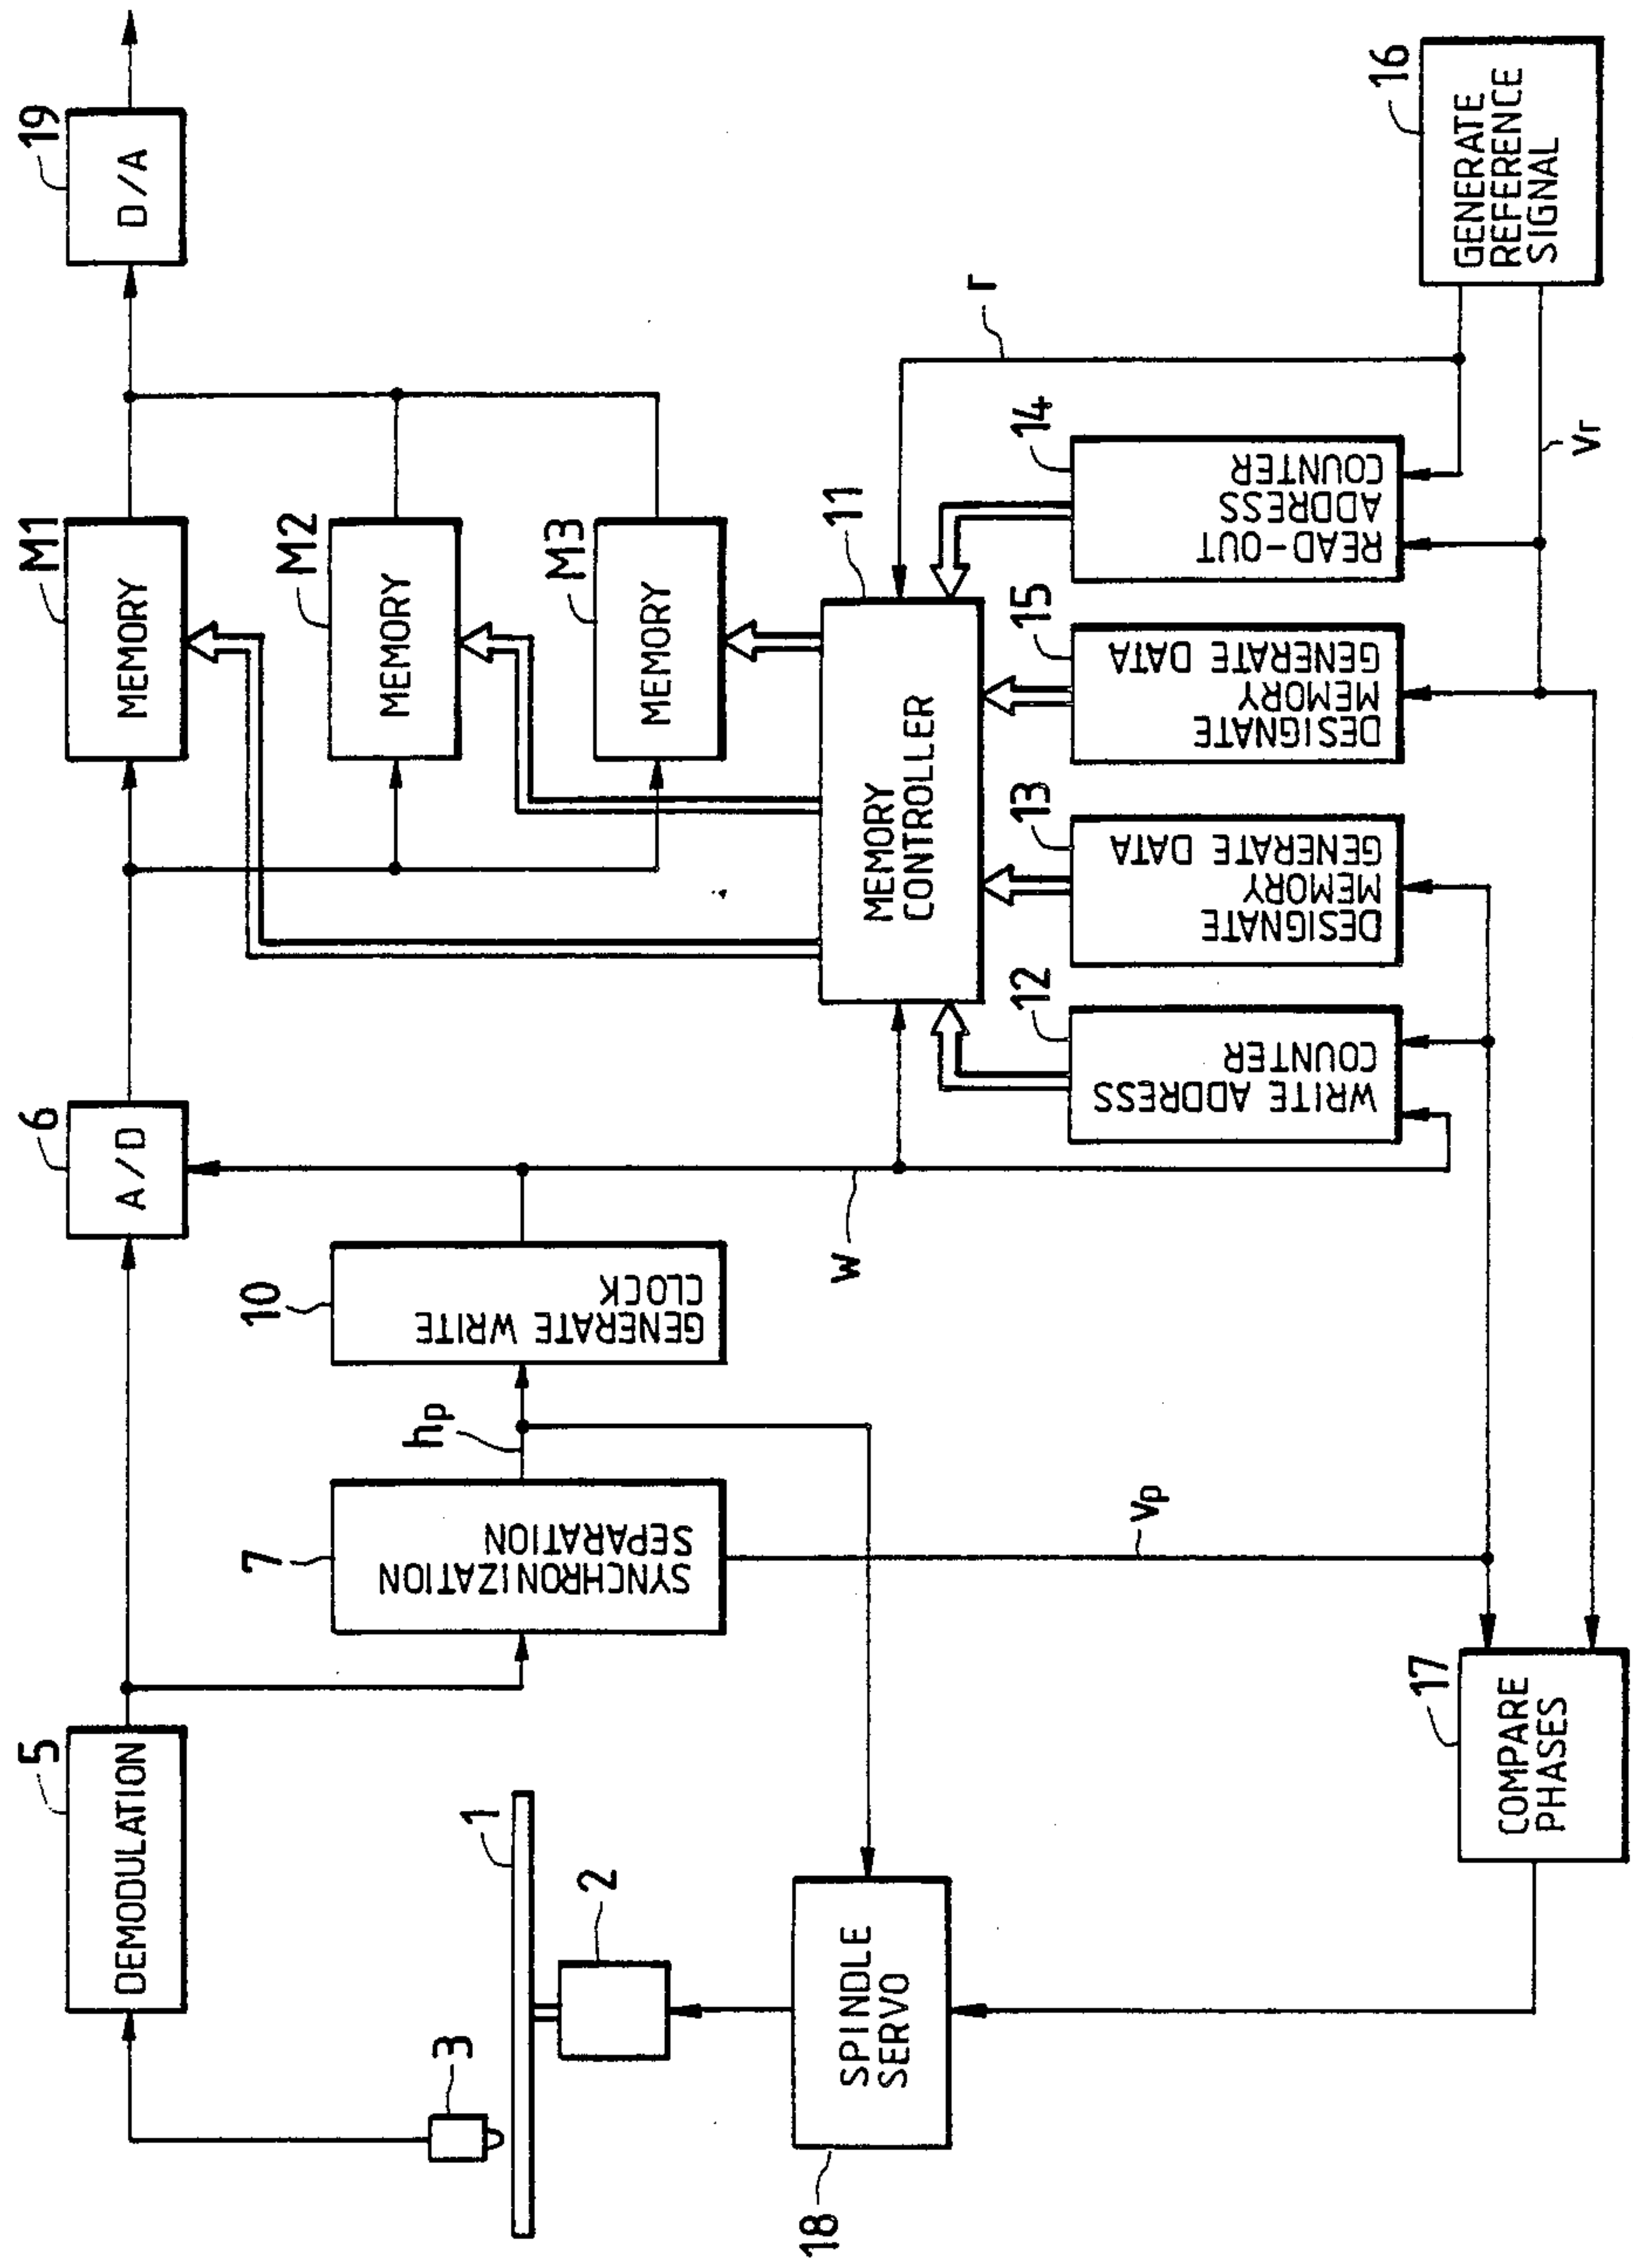 5
DEMODULATION
6
A/D
M1
MEMORY
19
D/A
3
1
2
7
SYNCHRONIZATION
SEPARATION
hp
10
GENERATE WRITE
CLOCK
M2
MEMORY
M3
MEMORY
18
SPINDLE
SERVO
Vp
w
11
MEMORY
CONTROLLER
r
12
WRITE ADDRESS
COUNTER
13
DESIGNATE
MEMORY
GENERATE DATA
15
DESIGNATE
MEMORY
GENERATE DATA
14
READ-OUT
ADDRESS
COUNTER
Vr
16
GENERATE
REFERENCE
SIGNAL
17
COMPARE
PHASES